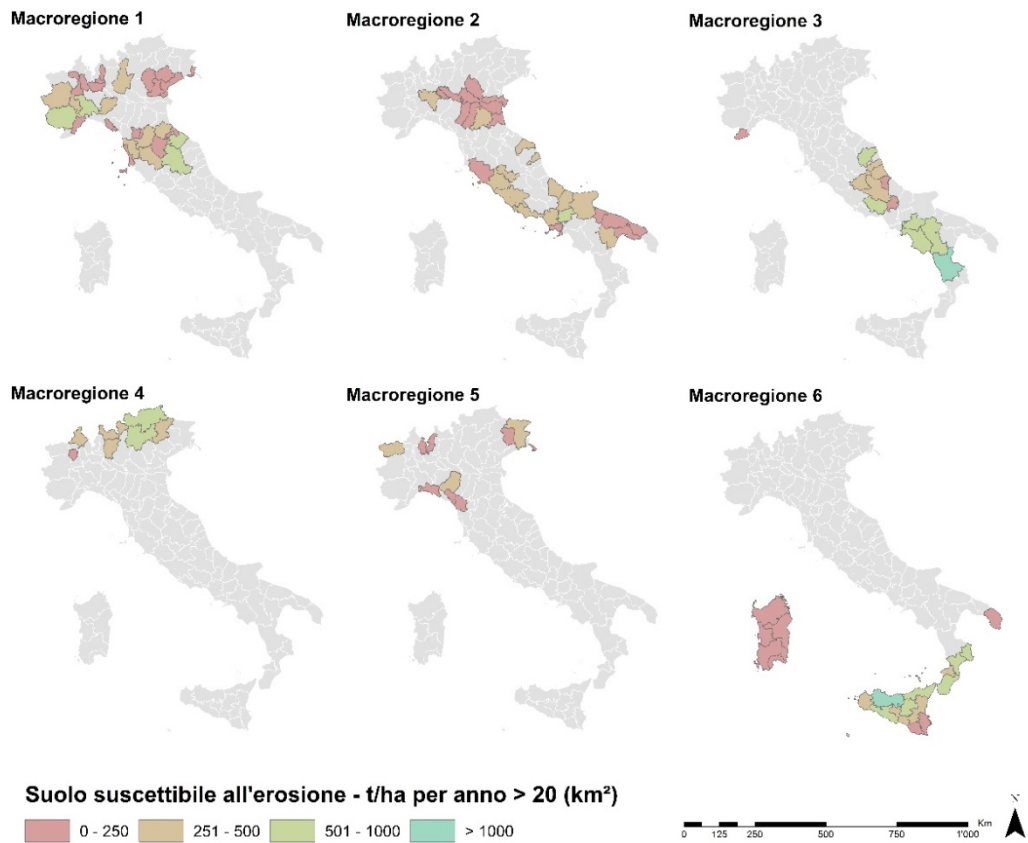 Macroregione 1
Macroregione 2
Macroregione 3
Macroregione 4
Macroregione 5
Macroregione 6
Suolo suscettibile all'erosione - t/ha per anno > 20 (km²)
0 - 250
251 - 500
501 - 1000
> 1000
Km
0 125 250 500 750 1'000
N